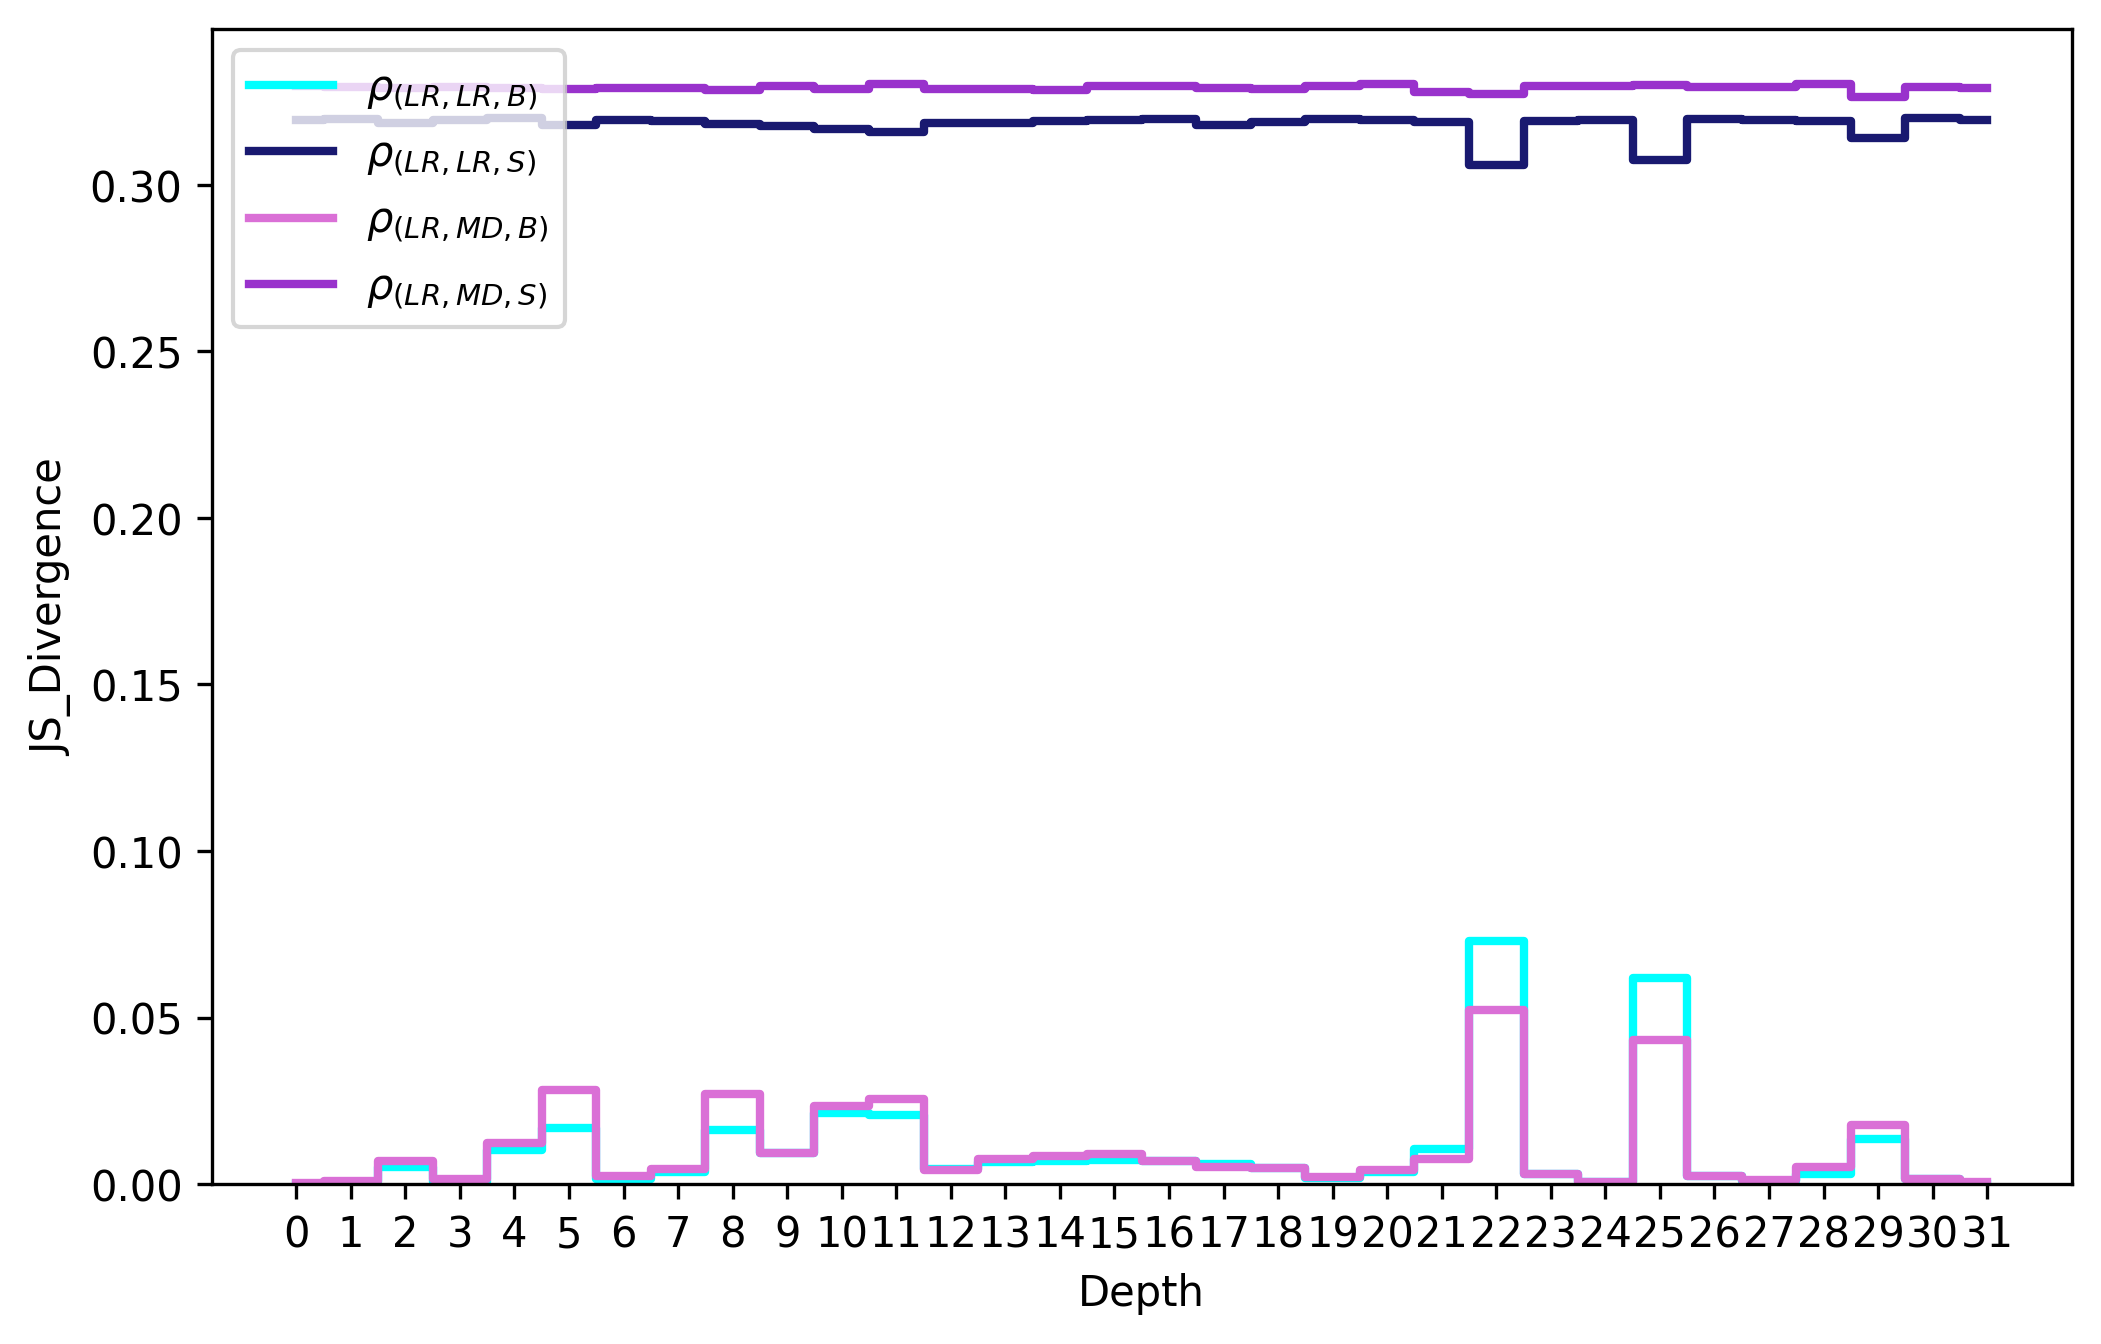 ρ(LR, LR, B)
ρ(LR, LR, S)
ρ(LR, MD, B)
ρ(LR, MD, S)
0.30
0.25
0.20
0.15
0.10
0.05
0.00
JS_Divergence
0 1 2 3 4 5 6 7 8 9 10 11 12 13 14 15 16 17 18 19 20 21 22 23 24 25 26 27 28 29 30 31
Depth